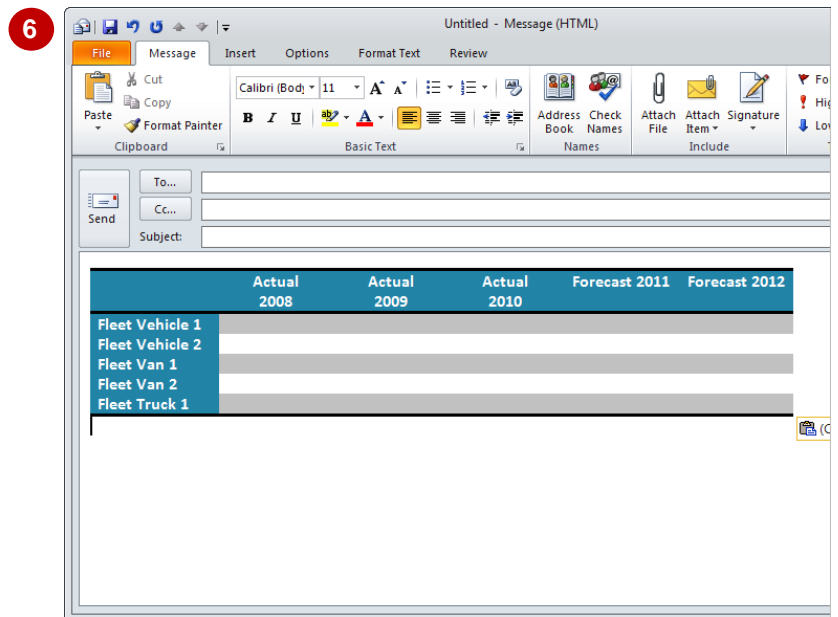 6
Untitled - Message (HTML)
File Message Insert Options Format Text Review
Paste
Cut
Copy
Format Painter
Clipboard
Calibri (Body 11
B I U
Basic Text
Address Book
Check Names
Names
Attach File
Attach Item
Signature
Include
Send
To...
Cc...
Subject:
Actual 2008 Actual 2009 Actual 2010 Forecast 2011 Forecast 2012
Fleet Vehicle 1
Fleet Vehicle 2
Fleet Van 1
Fleet Van 2
Fleet Truck 1